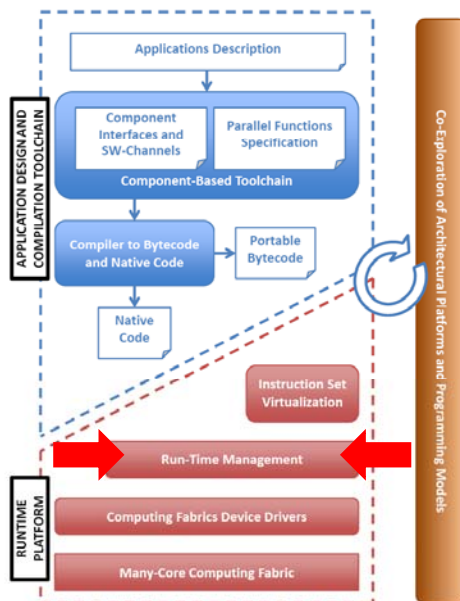 Applications Description
APPLICATION DESIGN AND
COMPILATION TOOLCHAIN
Component
Interfaces and
SW-Channels
Parallel Functions
Specification
Component-Based Toolchain
Compiler to Bytecode
and Native Code
Portable
Bytecode
Native
Code
Instruction Set
Virtualization
Run-Time Management
RUNTIME
PLATFORM
Computing Fabrics Device Drivers
Many-Core Computing Fabric
Co-Exploration of Architectural Platforms and Programming Models